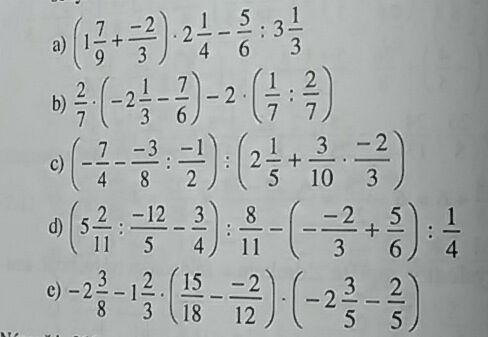 a) (1 7/9 + -2/3) · 2 1/4 - 5/6 : 3 1/3
b) 2/7 · (-2 1/3 - 7/6) - 2 · (1/7 : 2/7)
c) (-7/4 - -3/8 : -1/2) : (2 1/5 + 3/10 · -2/3)
d) (5 2/11 : -12/5 - 3/4) : 8/11 - (- -2/3 + 5/6) : 1/4
e) -2 3/8 - 1 2/3 · (15/18 - -2/12) · (-2 3/5 - 2/5)